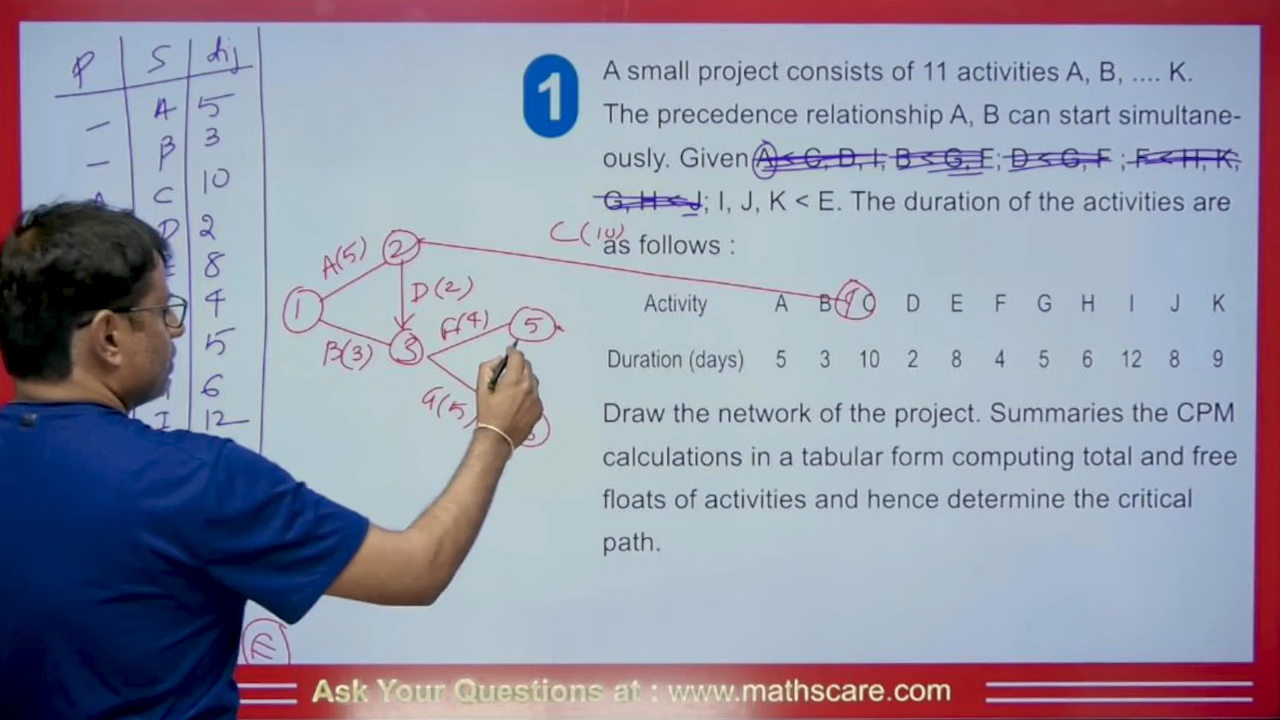 P S dij
— A 5
— B 3
A C 10
D 2
E 8
4
5
6
I 12
1
A small project consists of 11 activities A, B, .... K.
The precedence relationship A, B can start simultane-
ously. Given A < C, D, I; B < G, F; D < G, F ; F < H, K;
G, H < J; I, J, K < E. The duration of the activities are
as follows :
Activity A B C D E F G H I J K
Duration (days) 5 3 10 2 8 4 5 6 12 8 9
Draw the network of the project. Summaries the CPM
calculations in a tabular form computing total and free
floats of activities and hence determine the critical
path.
C(10)
A(5) 2
D(2)
1
F(4) 5
B(3) 3
G(5
E
Ask Your Questions at : www.mathscare.com